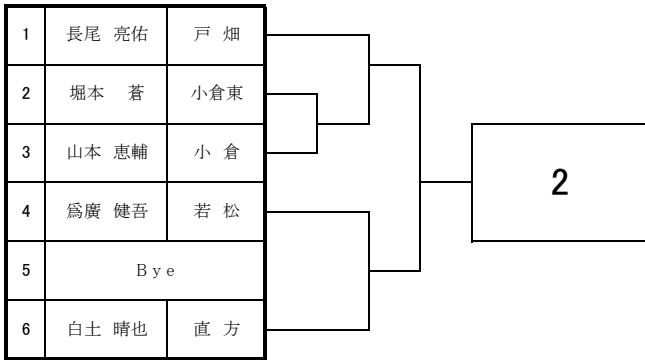 1 長尾 亮佑 戸 畑
2 堀本 蒼 小倉東
3 山本 恵輔 小 倉
4 爲廣 健吾 若 松
5 Bye
6 白土 晴也 直 方
2